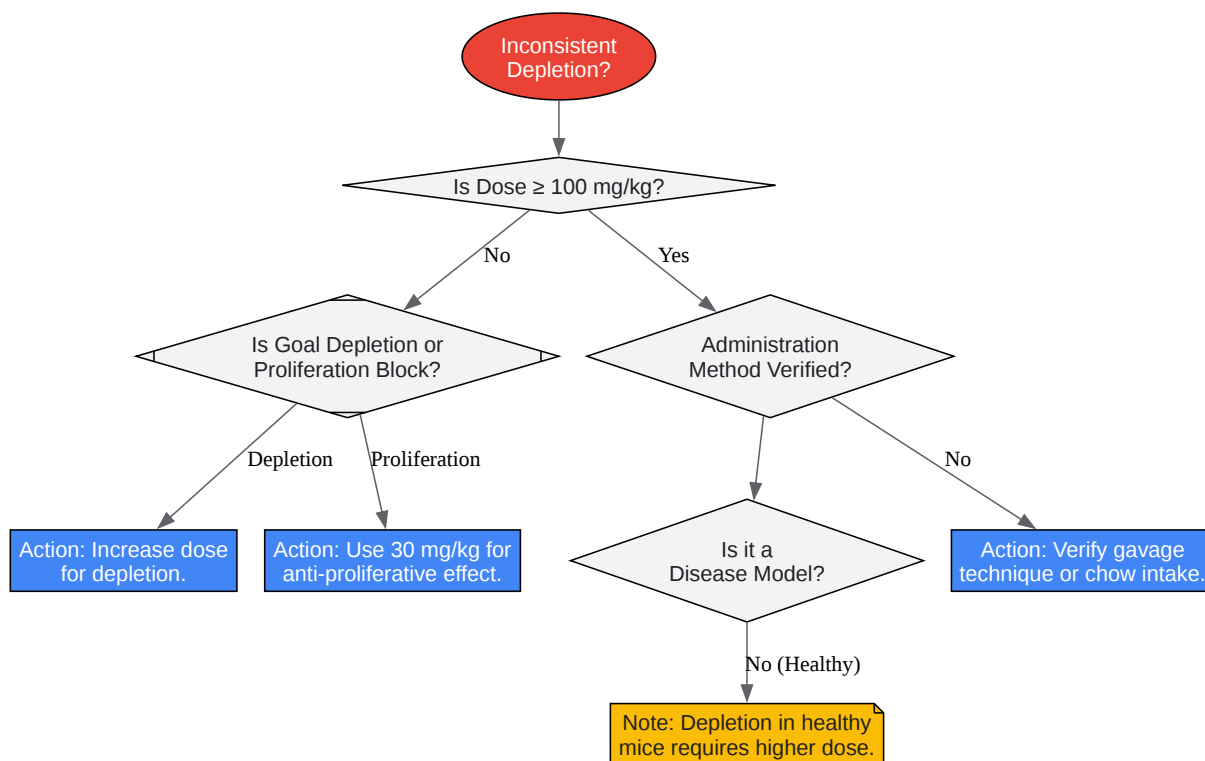 Inconsistent
Depletion?
Is Dose ≥ 100 mg/kg?
No
Yes
Is Goal Depletion or
Proliferation Block?
Administration
Method Verified?
Depletion
Proliferation
No
Action: Increase dose
for depletion.
Action: Use 30 mg/kg for
anti-proliferative effect.
Is it a
Disease Model?
Action: Verify gavage
technique or chow intake.
No (Healthy)
Note: Depletion in healthy
mice requires higher dose.